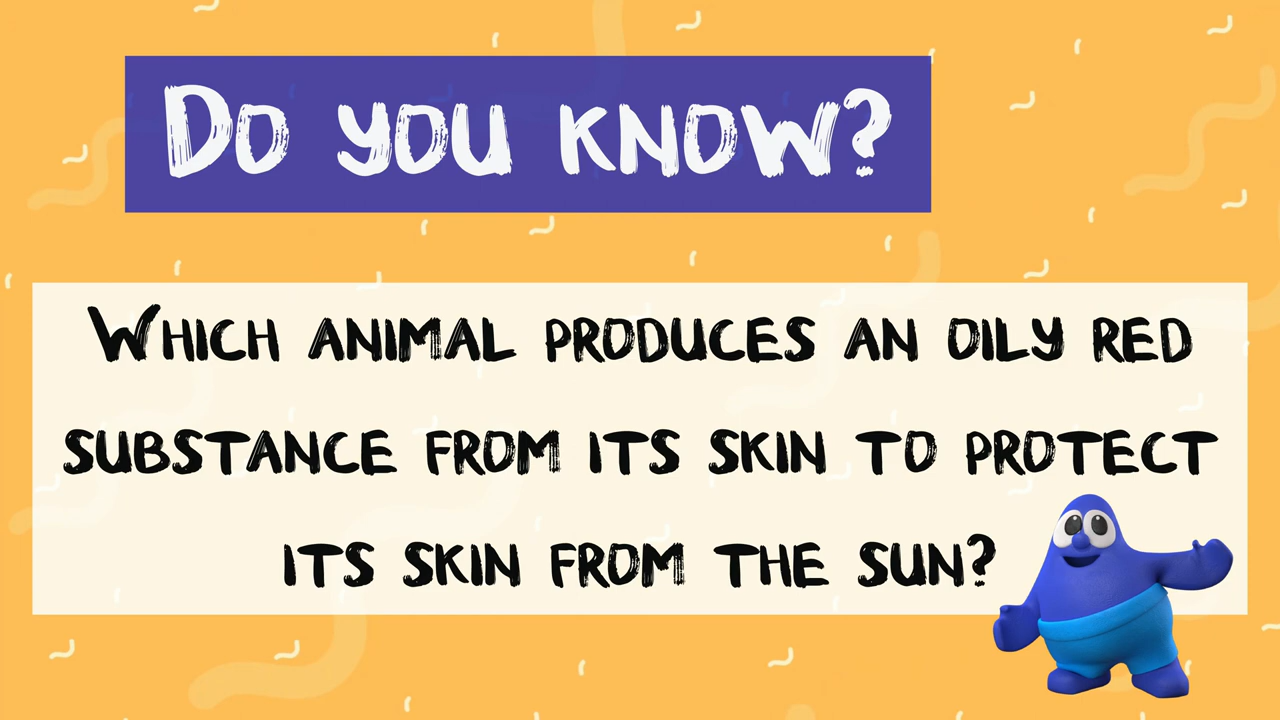 Do you know?
Which animal produces an oily red
substance from its skin to protect
its skin from the sun?